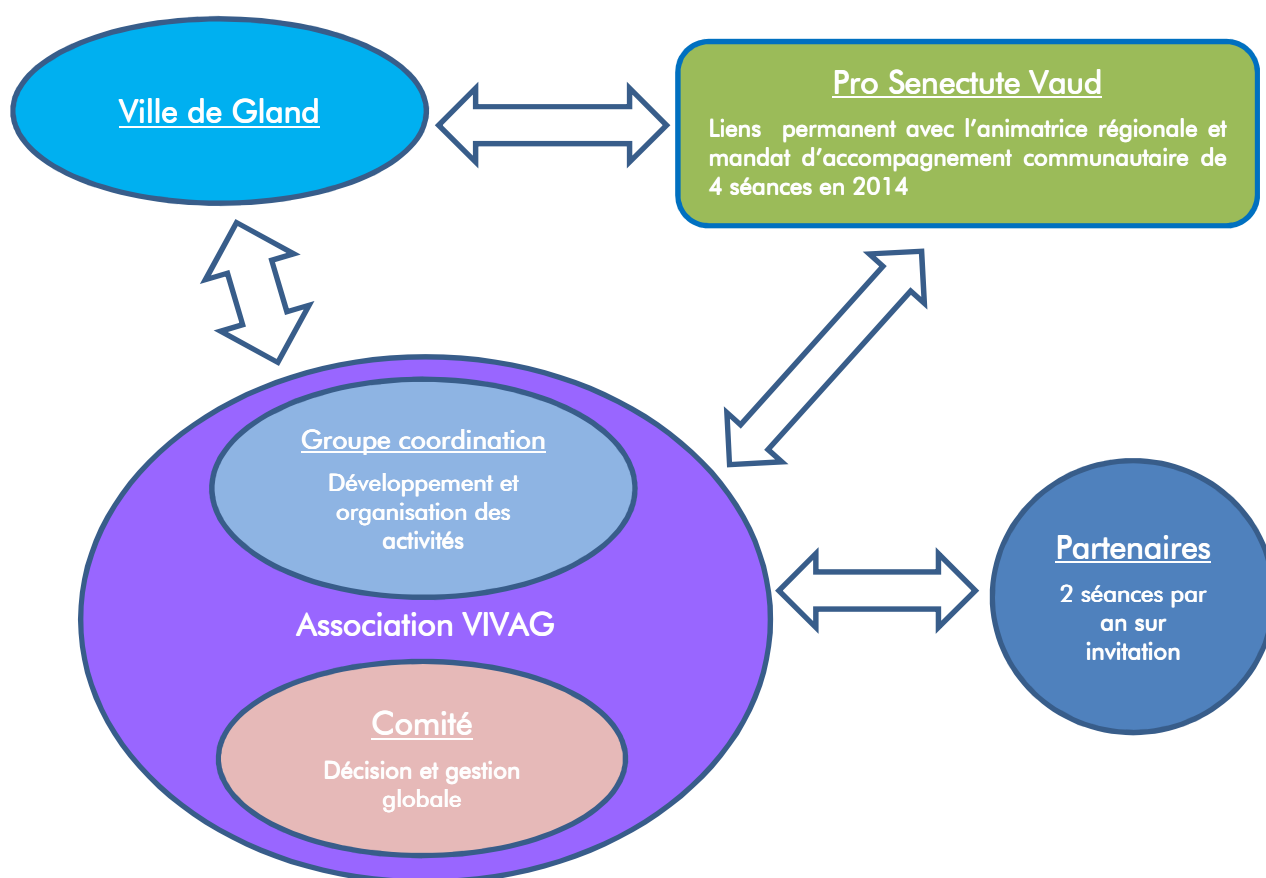 Ville de Gland
Pro Senectute Vaud
Liens permanent avec l'animatrice régionale et
mandat d'accompagnement communautaire de
4 séances en 2014
Groupe coordination
Développement et
organisation des
activités
Association VIVAG
Comité
Décision et gestion
globale
Partenaires
2 séances par
an sur
invitation